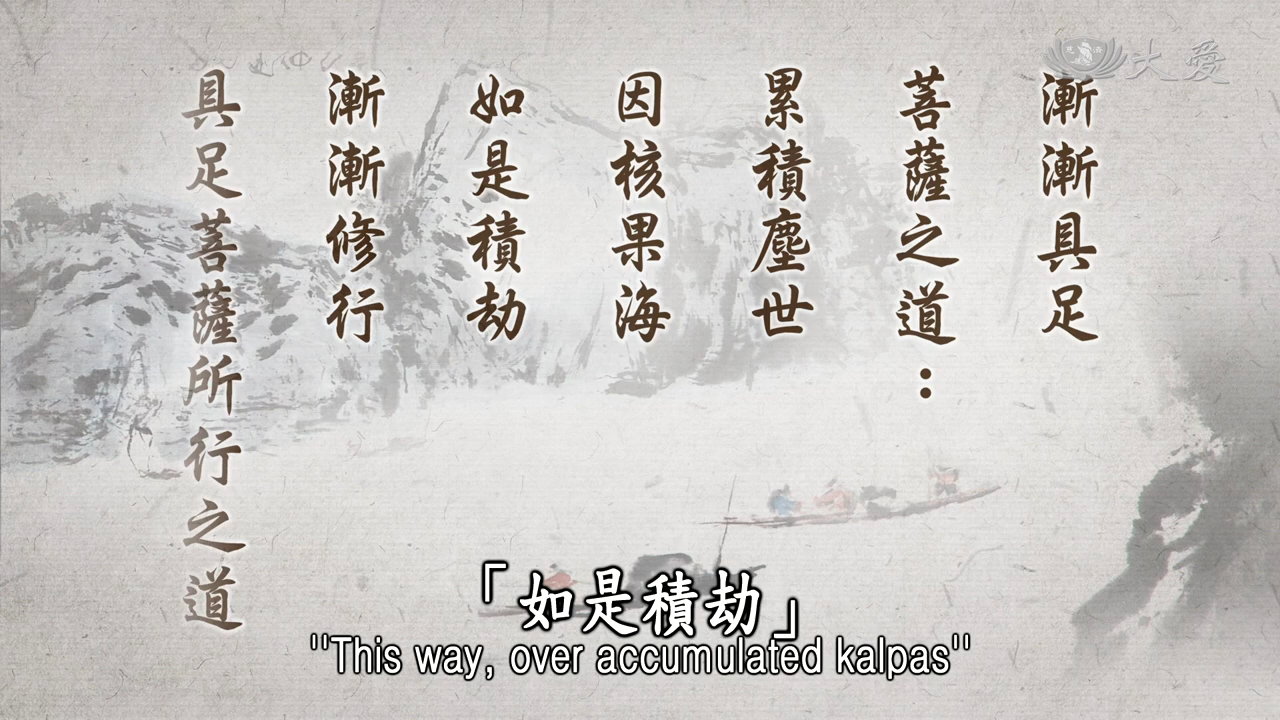 漸漸具足
菩薩之道：
累積塵世
因核果海
如是積劫
漸漸修行
具足菩薩所行之道
大愛
「如是積劫」
"This way, over accumulated kalpas"